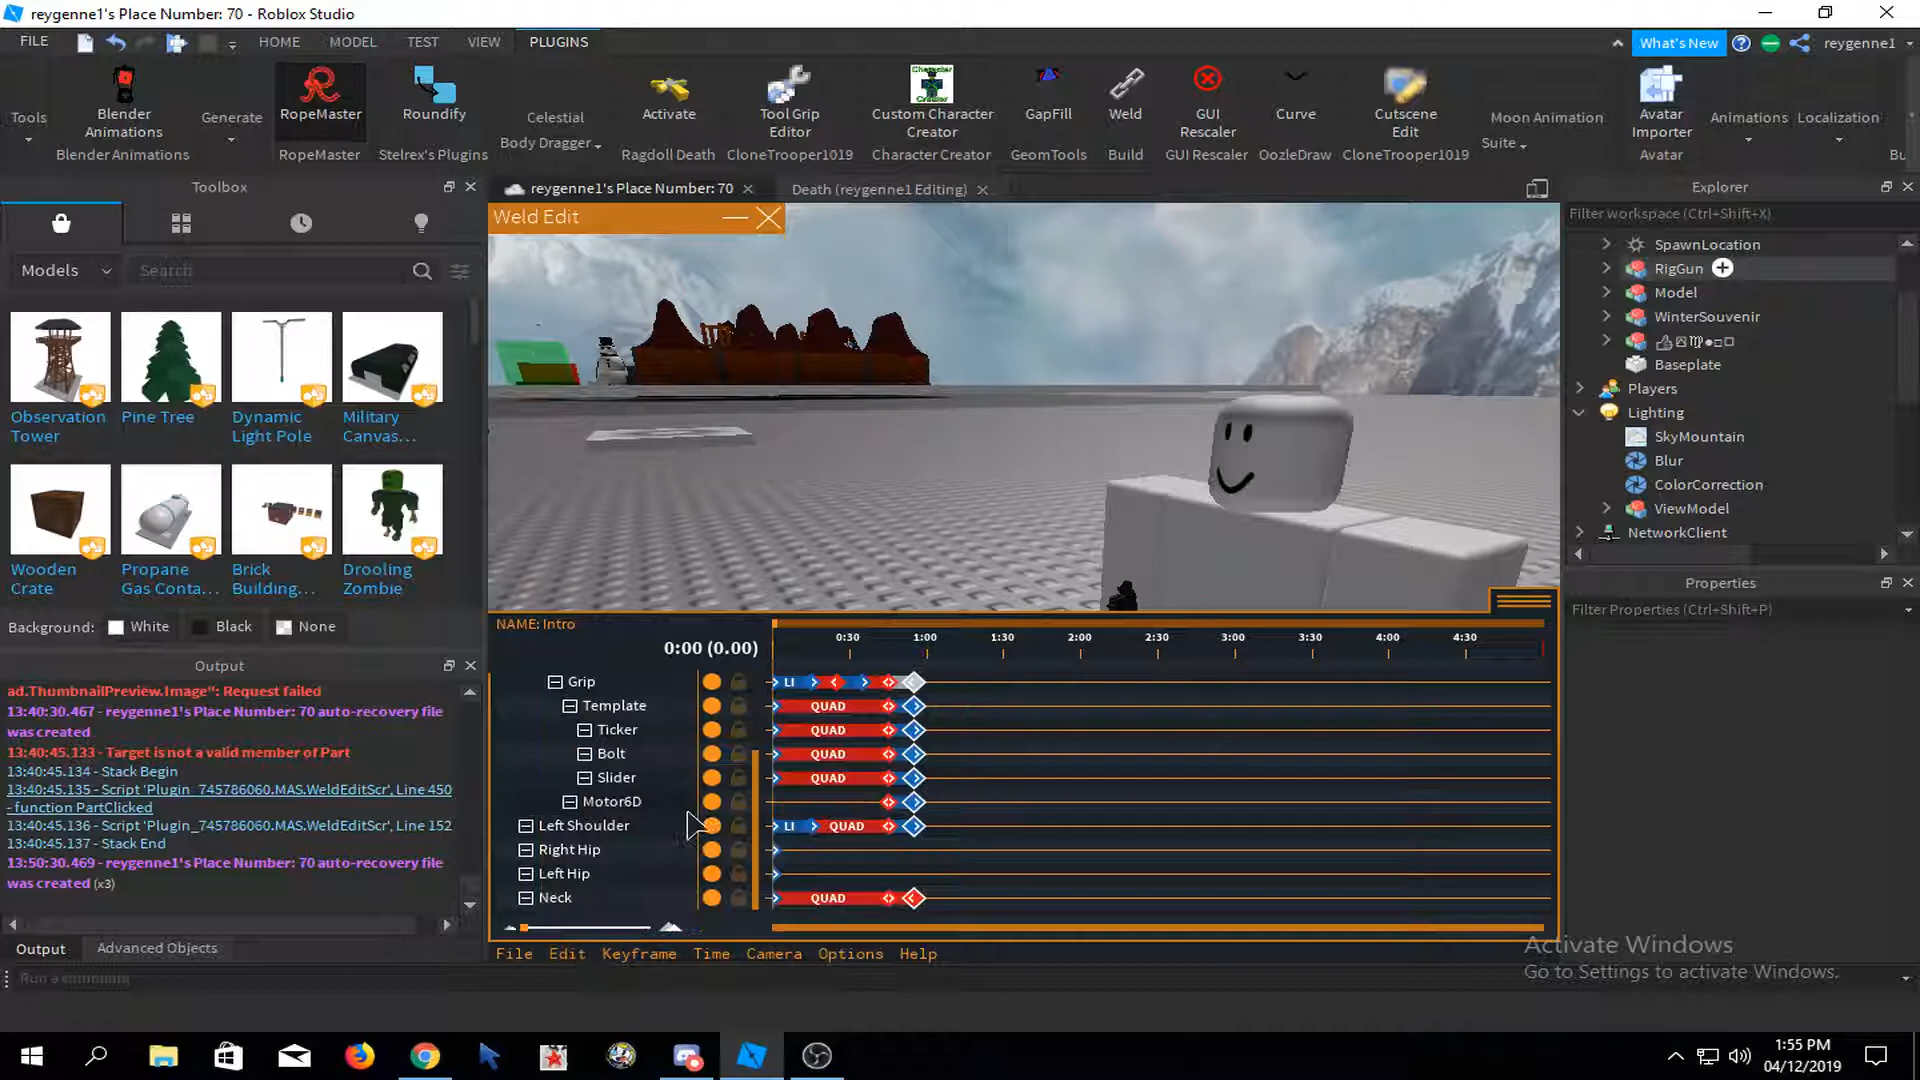 reygenne1's Place Number: 70 - Roblox Studio
FILE HOME MODEL TEST VIEW PLUGINS What's New reygenne1
Tools
Blender Animations
Blender Animations
Generate
RopeMaster
RopeMaster
Roundify
Stelrex's Plugins
Celestial Body Dragger
Activate
Ragdoll Death
Tool Grip Editor
CloneTrooper1019
Custom Character Creator
Character Creator
GapFill
GeomTools
Weld
Build
GUI Rescaler
GUI Rescaler
Curve
OozleDraw
Cutscene Edit
CloneTrooper1019
Moon Animation Suite
Avatar Importer
Avatar
Animations
Localization
Toolbox
Models
Search
Observation Tower
Pine Tree
Dynamic Light Pole
Military Canvas...
Wooden Crate
Propane Gas Conta...
Brick Building...
Drooling Zombie
Background: White Black None
Output
ad.ThumbnailPreview.Image": Request failed
13:40:30.467 - reygenne1's Place Number: 70 auto-recovery file
was created
13:40:45.133 - Target is not a valid member of Part
13:40:45.134 - Stack Begin
13:40:45.135 - Script 'Plugin_745786060.MAS.WeldEditScr', Line 450
- function PartClicked
13:40:45.136 - Script 'Plugin_745786060.MAS.WeldEditScr', Line 152
13:40:45.137 - Stack End
13:50:30.469 - reygenne1's Place Number: 70 auto-recovery file
was created (x3)
Output Advanced Objects
Run a command
reygenne1's Place Number: 70
Death (reygenne1 Editing)
Weld Edit
NAME: Intro
0:00 (0.00)
0:30 1:00 1:30 2:00 2:30 3:00 3:30 4:00 4:30
Grip LI
Template QUAD
Ticker QUAD
Bolt QUAD
Slider QUAD
Motor6D
Left Shoulder LI QUAD
Right Hip
Left Hip
Neck QUAD
File Edit Keyframe Time Camera Options Help
Explorer
Filter workspace (Ctrl+Shift+X)
SpawnLocation
RigGun
Model
WinterSouvenir
Baseplate
Players
Lighting
SkyMountain
Blur
ColorCorrection
ViewModel
NetworkClient
Properties
Filter Properties (Ctrl+Shift+P)
Activate Windows
Go to Settings to activate Windows.
1:55 PM
04/12/2019